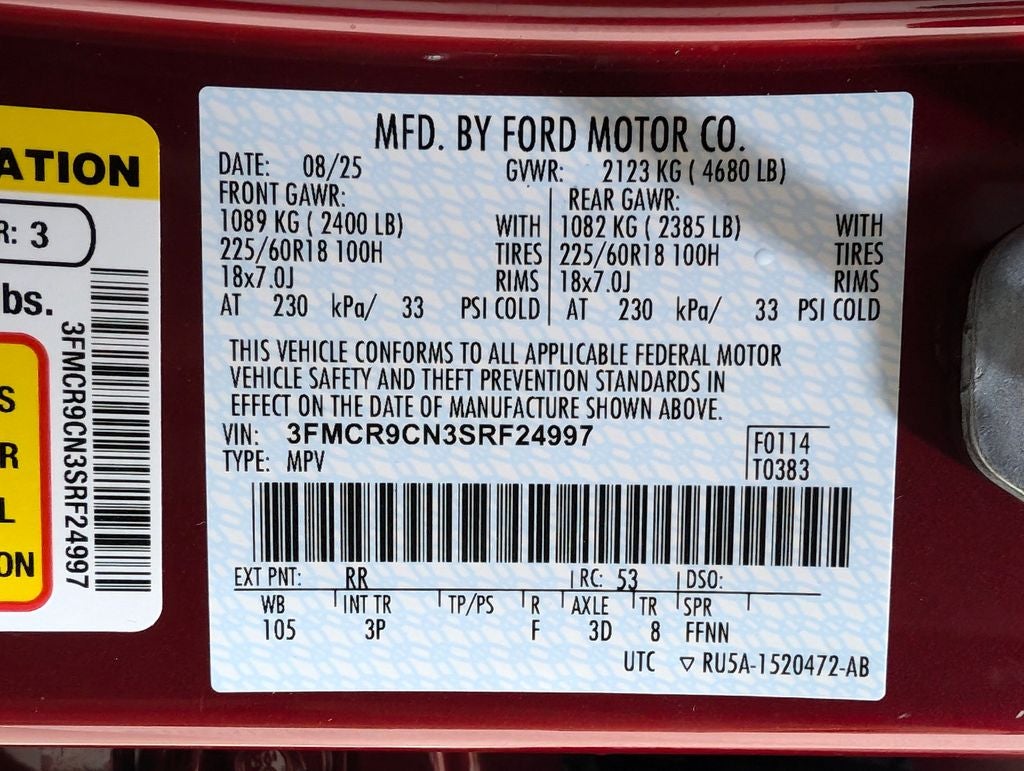 ATION
R: 3
bs.
S
R
L
ON
3FMCR9CN3SRF24997
MFD. BY FORD MOTOR CO.
DATE: 08/25 GVWR: 2123 KG ( 4680 LB)
FRONT GAWR: REAR GAWR:
1089 KG ( 2400 LB) WITH 1082 KG ( 2385 LB) WITH
225/60R18 100H TIRES 225/60R18 100H TIRES
18x7.0J RIMS 18x7.0J RIMS
AT 230 kPa/ 33 PSI COLD AT 230 kPa/ 33 PSI COLD
THIS VEHICLE CONFORMS TO ALL APPLICABLE FEDERAL MOTOR
VEHICLE SAFETY AND THEFT PREVENTION STANDARDS IN
EFFECT ON THE DATE OF MANUFACTURE SHOWN ABOVE.
VIN: 3FMCR9CN3SRF24997
F0114
TYPE: MPV
T0383
EXT PNT: RR RC: 53 DSO:
WB INT TR TP/PS R AXLE TR SPR
105 3P F 3D 8 FFNN
UTC ▽ RU5A-1520472-AB